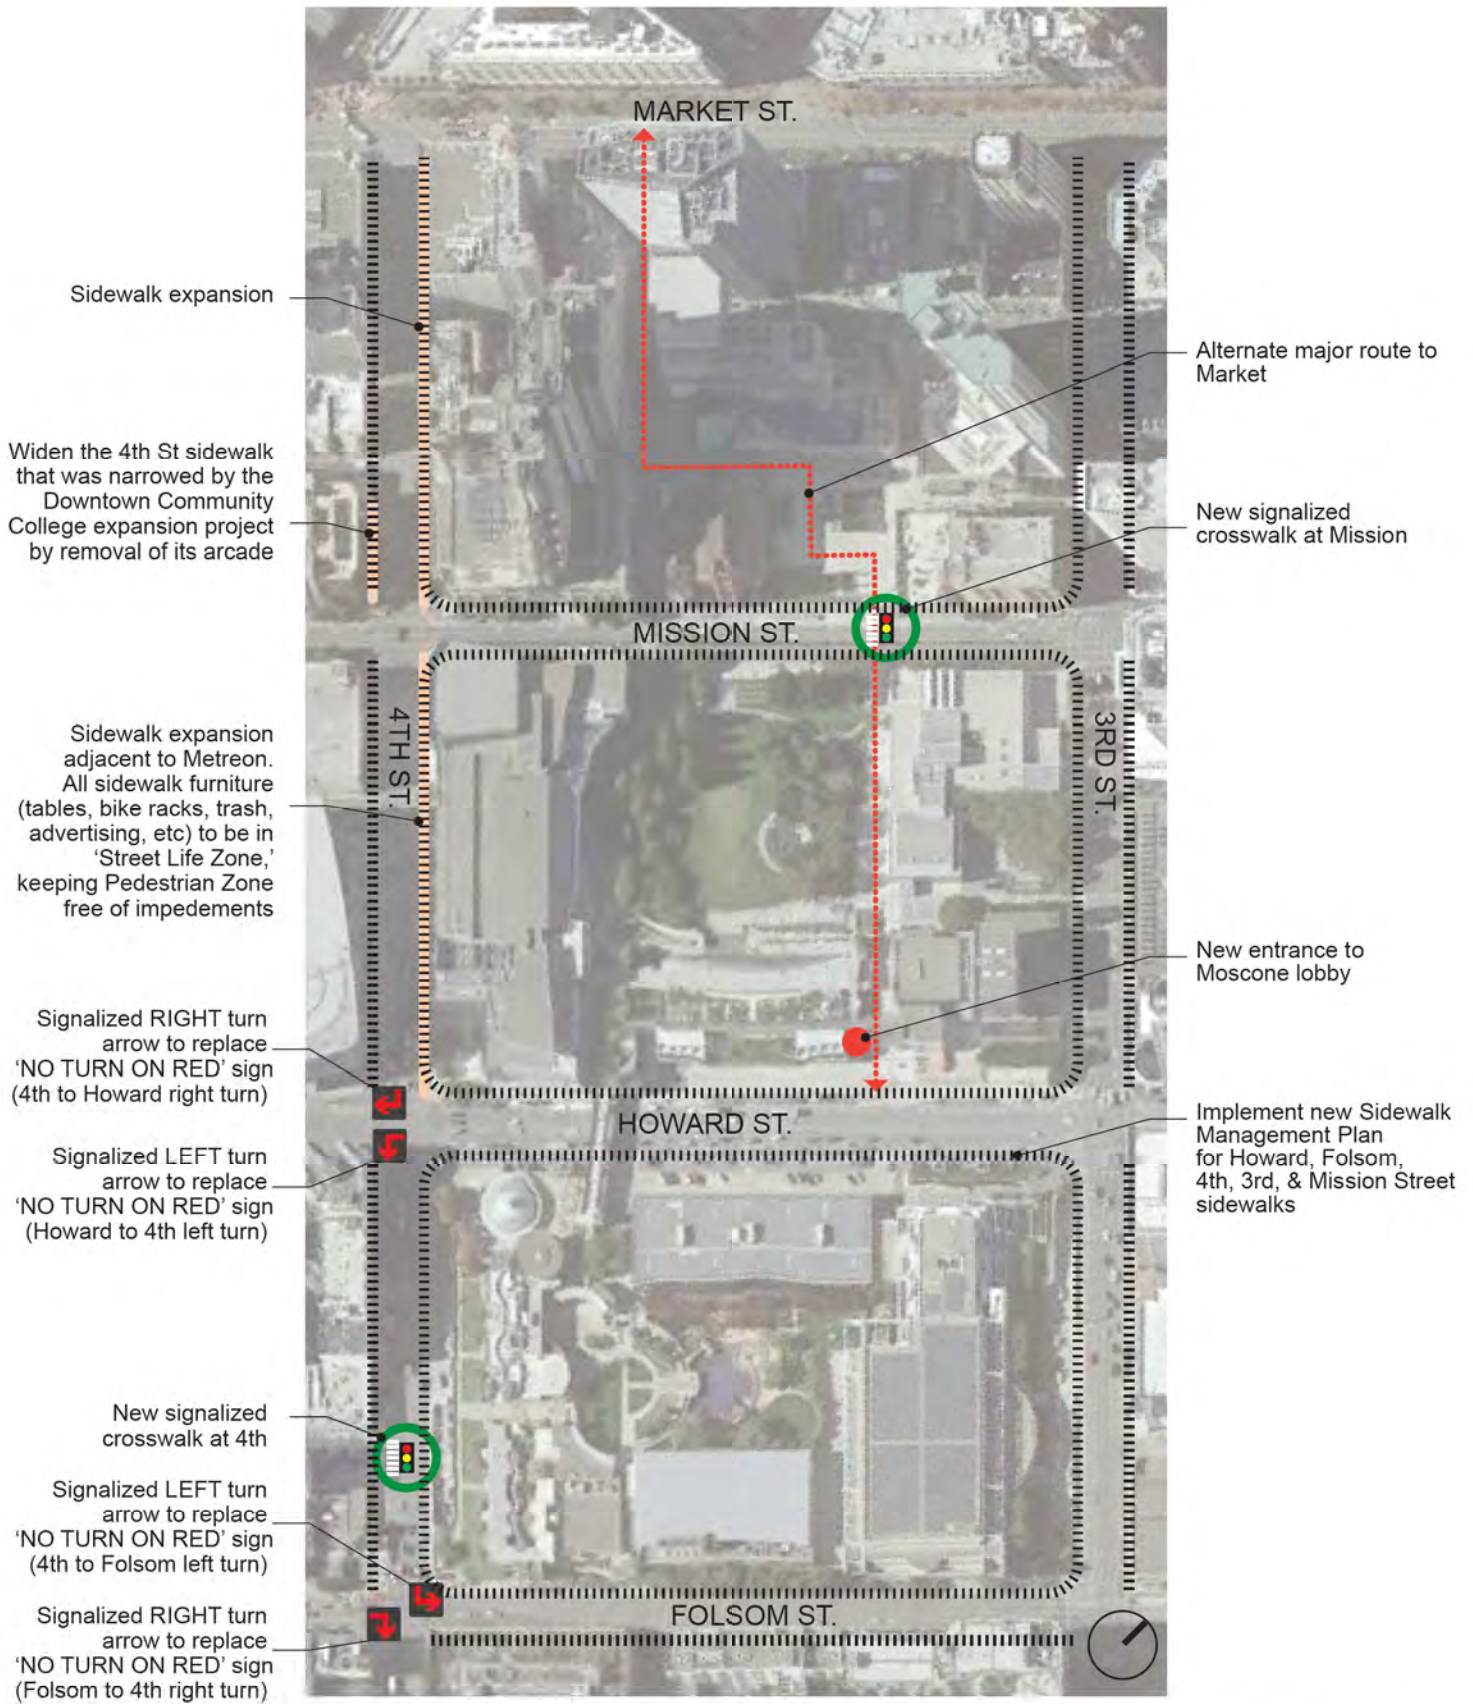 MARKET ST.
Sidewalk expansion
Alternate major route to
Market
Widen the 4th St sidewalk
that was narrowed by the
Downtown Community
College expansion project
by removal of its arcade
New signalized
crosswalk at Mission
MISSION ST.
4TH ST.
3RD ST.
Sidewalk expansion
adjacent to Metreon.
All sidewalk furniture
(tables, bike racks, trash,
advertising, etc) to be in
‘Street Life Zone,’
keeping Pedestrian Zone
free of impedements
New entrance to
Moscone lobby
Signalized RIGHT turn
arrow to replace
‘NO TURN ON RED’ sign
(4th to Howard right turn)
HOWARD ST.
Implement new Sidewalk
Management Plan
for Howard, Folsom,
4th, 3rd, & Mission Street
sidewalks
Signalized LEFT turn
arrow to replace
‘NO TURN ON RED’ sign
(Howard to 4th left turn)
New signalized
crosswalk at 4th
Signalized LEFT turn
arrow to replace
‘NO TURN ON RED’ sign
(4th to Folsom left turn)
FOLSOM ST.
Signalized RIGHT turn
arrow to replace
‘NO TURN ON RED’ sign
(Folsom to 4th right turn)